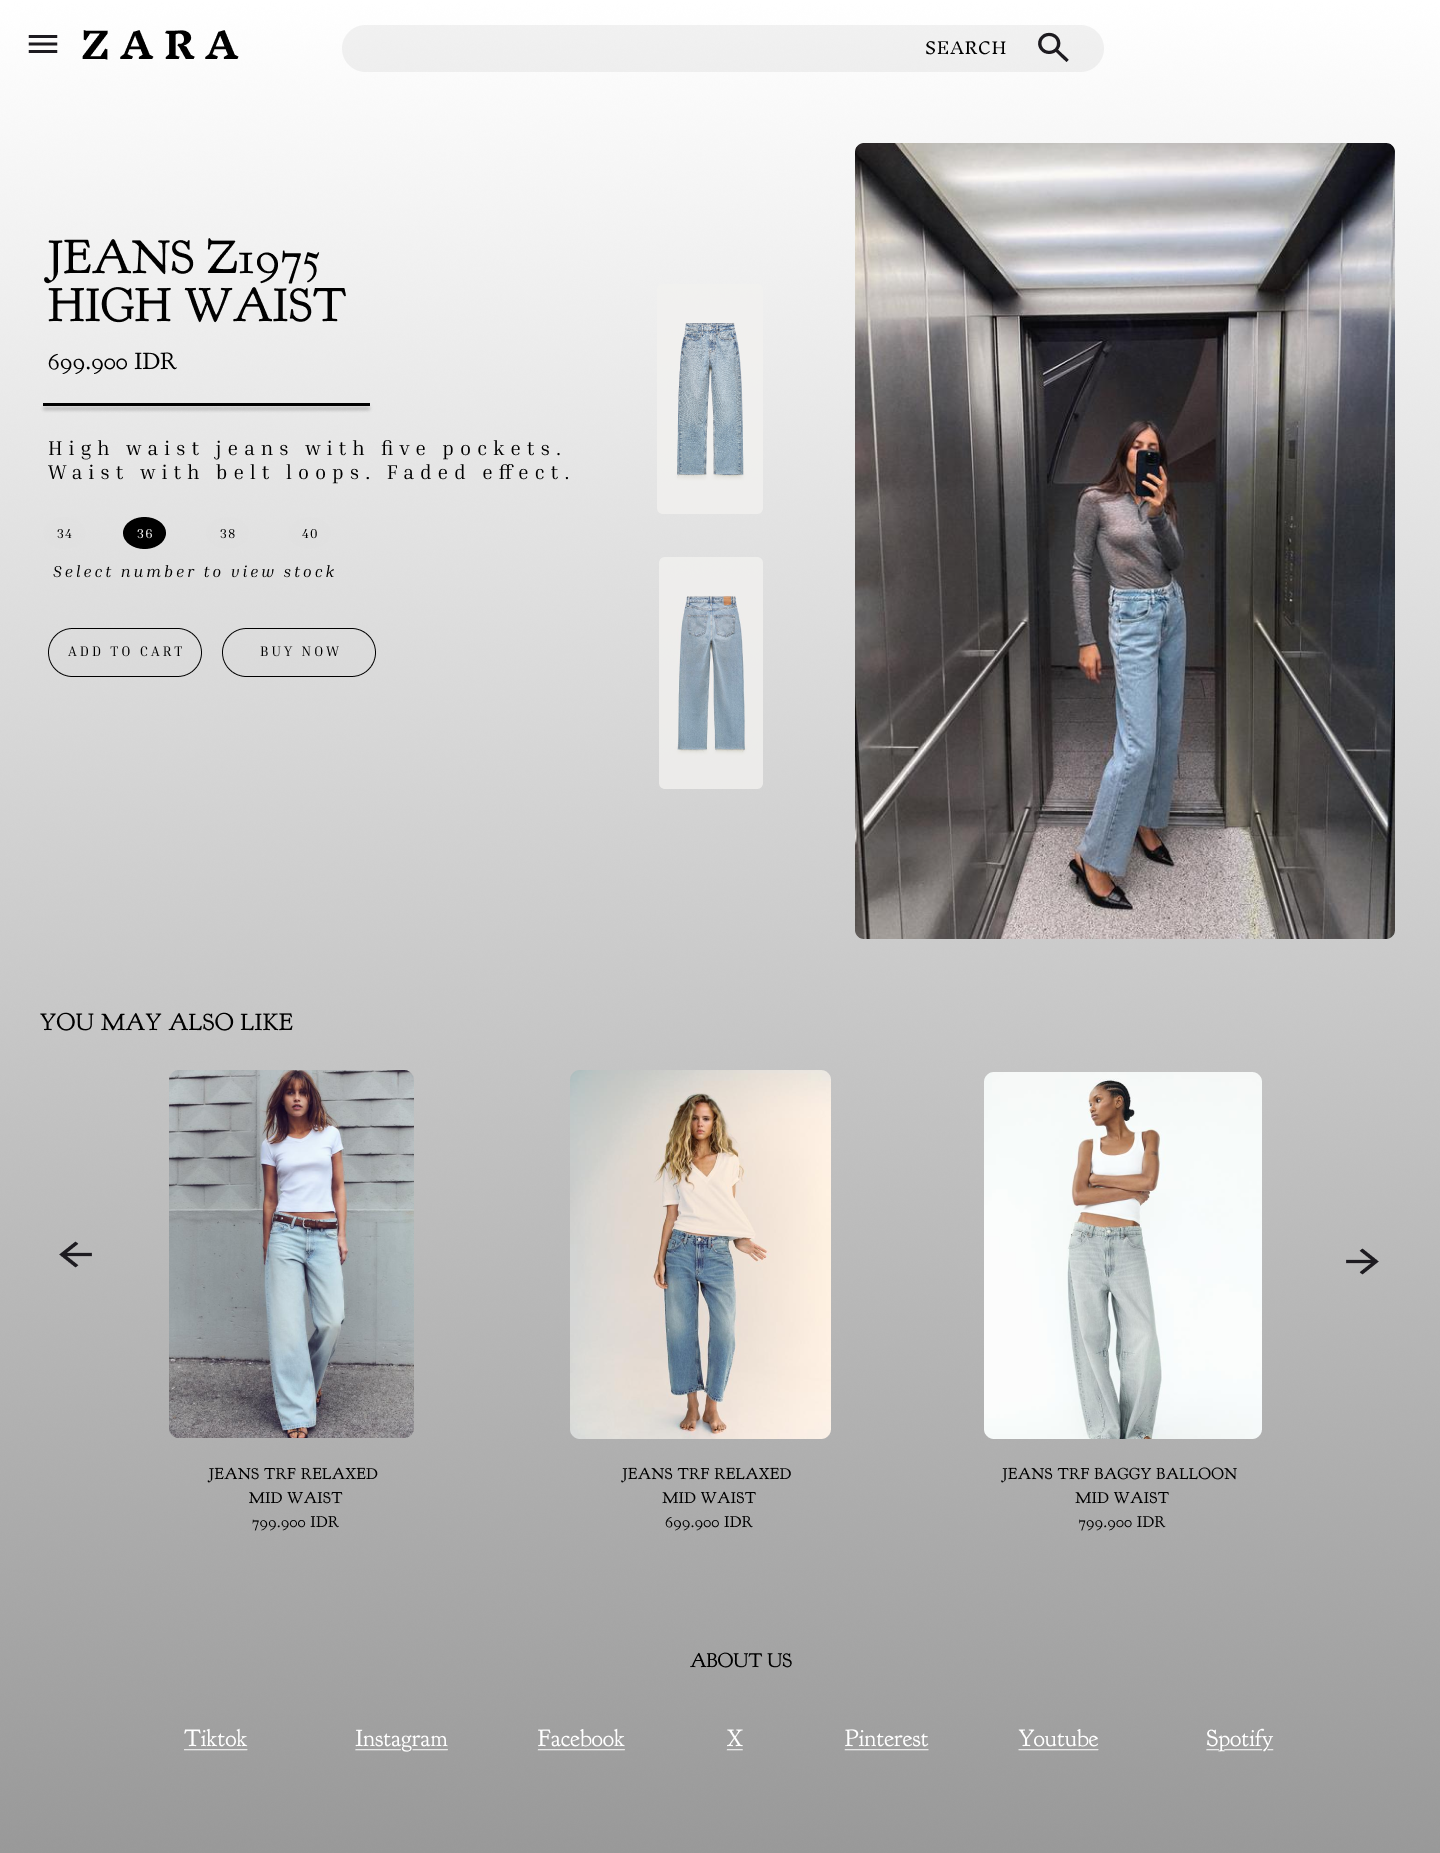 ZARA
SEARCH
JEANS Z1975
HIGH WAIST
699.900 IDR
High waist jeans with five pockets.
Waist with belt loops. Faded effect.
34 36 38 40
Select number to view stock
ADD TO CART BUY NOW
YOU MAY ALSO LIKE
JEANS TRF RELAXED
MID WAIST
799.900 IDR
JEANS TRF RELAXED
MID WAIST
699.900 IDR
JEANS TRF BAGGY BALLOON
MID WAIST
799.900 IDR
ABOUT US
Tiktok Instagram Facebook X Pinterest Youtube Spotify